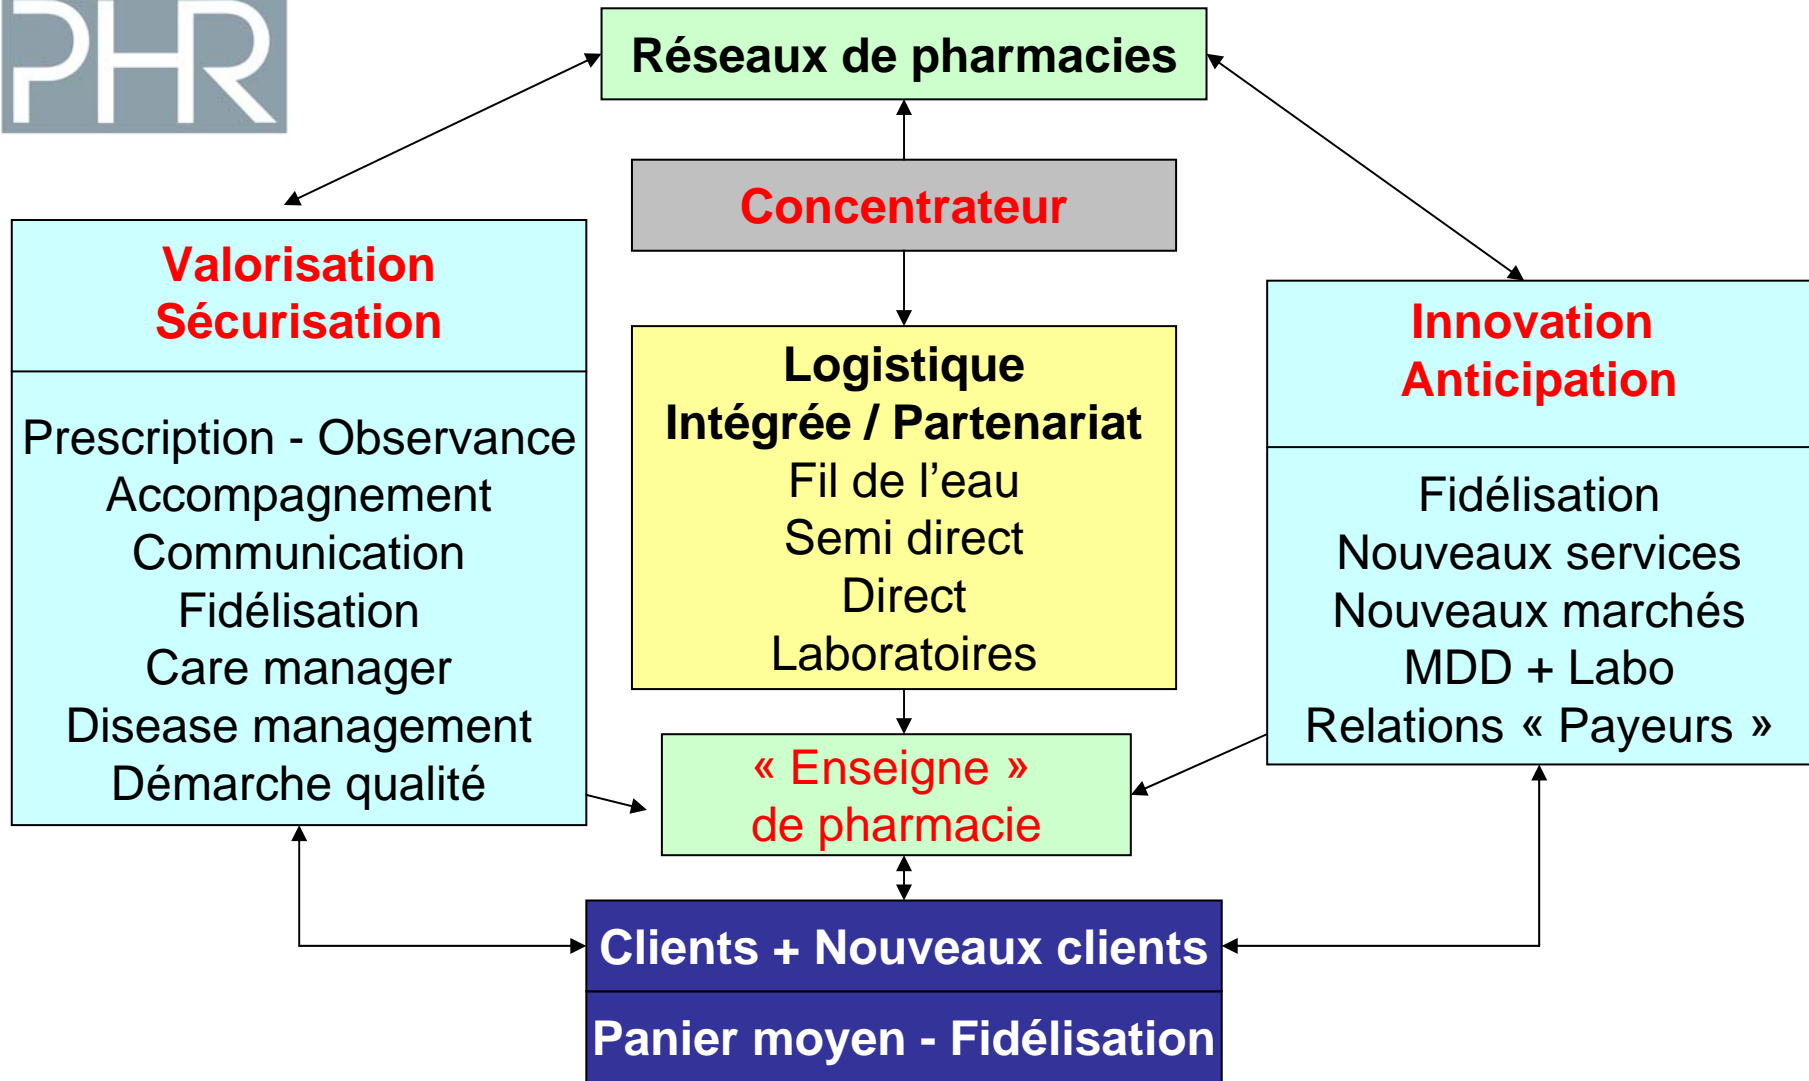 PHR
Réseaux de pharmacies
Concentrateur
Valorisation
Sécurisation
Prescription - Observance
Accompagnement
Communication
Fidélisation
Care manager
Disease management
Démarche qualité
Logistique
Intégrée / Partenariat
Fil de l’eau
Semi direct
Direct
Laboratoires
Innovation
Anticipation
Fidélisation
Nouveaux services
Nouveaux marchés
MDD + Labo
Relations « Payeurs »
« Enseigne »
de pharmacie
Clients + Nouveaux clients
Panier moyen - Fidélisation